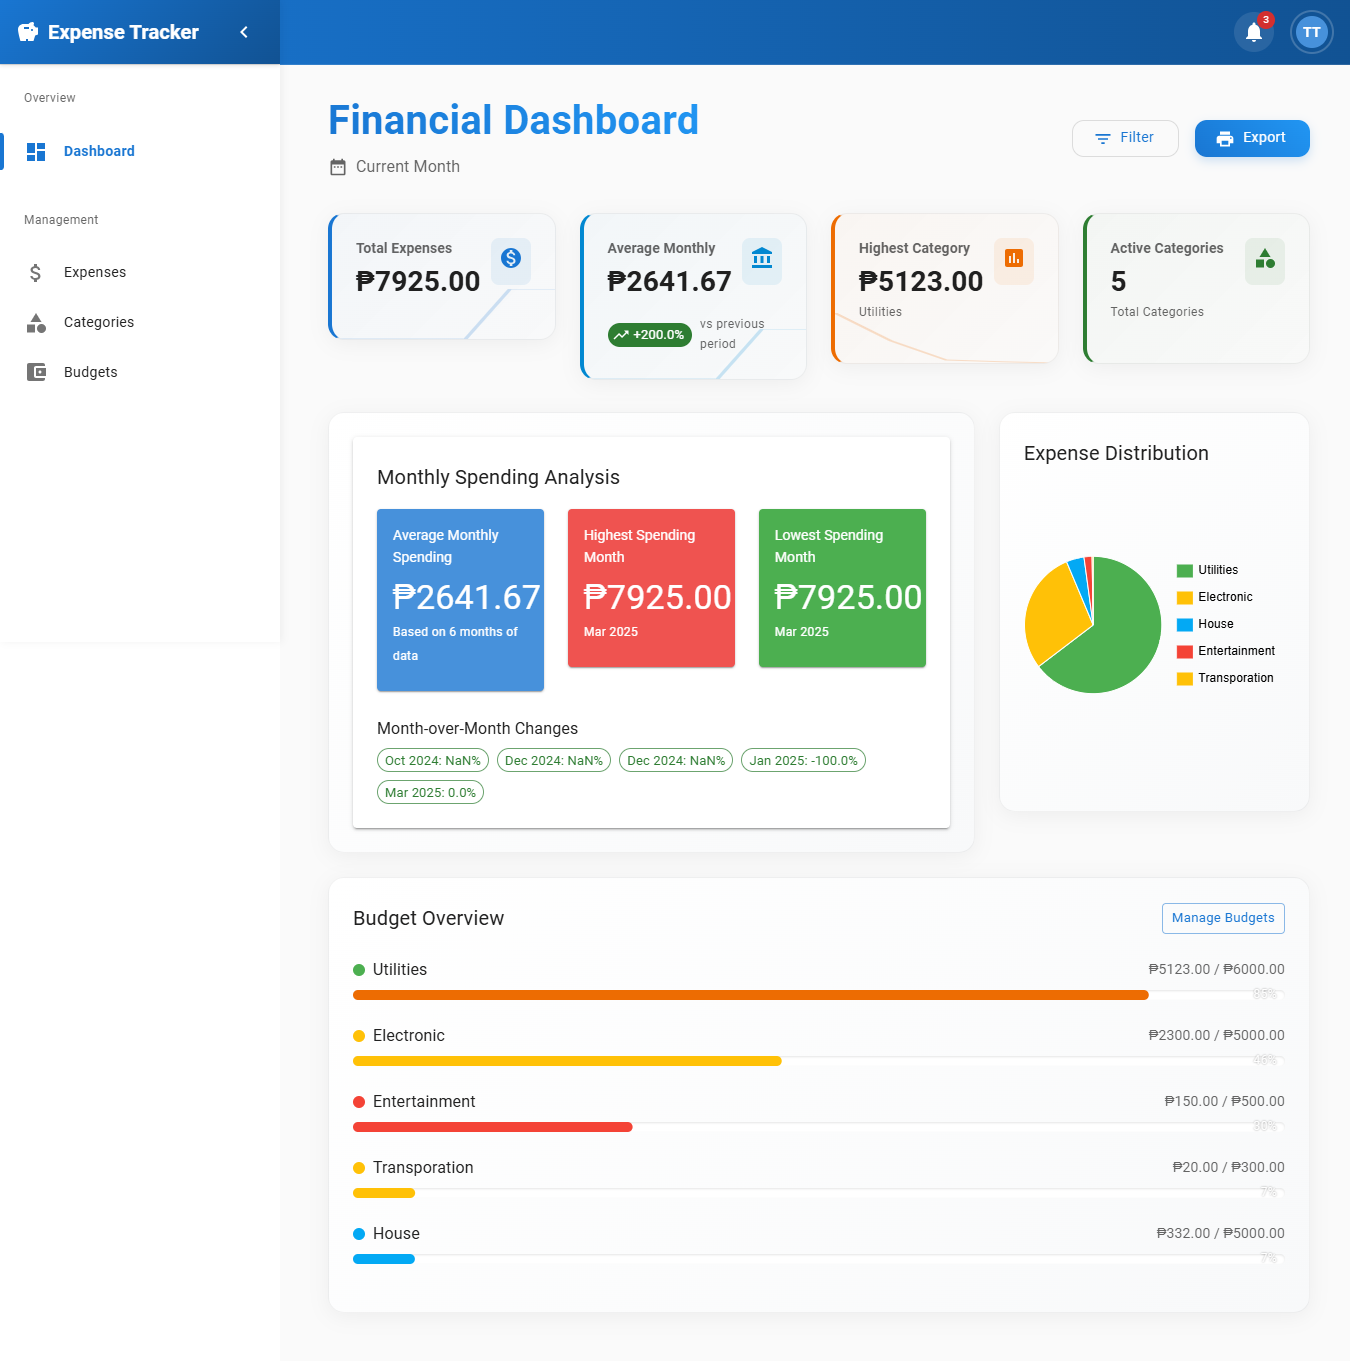 Expense Tracker
3
TT
Overview
Dashboard
Management
Expenses
Categories
Budgets
Financial Dashboard
Current Month
Filter
Export
Total Expenses
₱7925.00
Average Monthly
₱2641.67
+200.0%
vs previous
period
Highest Category
₱5123.00
Utilities
Active Categories
5
Total Categories
Monthly Spending Analysis
Average Monthly
Spending
₱2641.67
Based on 6 months of
data
Highest Spending
Month
₱7925.00
Mar 2025
Lowest Spending
Month
₱7925.00
Mar 2025
Month-over-Month Changes
Oct 2024: NaN%
Dec 2024: NaN%
Dec 2024: NaN%
Jan 2025: -100.0%
Mar 2025: 0.0%
Expense Distribution
Utilities
Electronic
House
Entertainment
Transporation
Budget Overview
Manage Budgets
Utilities
₱5123.00 / ₱6000.00
85%
Electronic
₱2300.00 / ₱5000.00
46%
Entertainment
₱150.00 / ₱500.00
30%
Transporation
₱20.00 / ₱300.00
7%
House
₱332.00 / ₱5000.00
7%